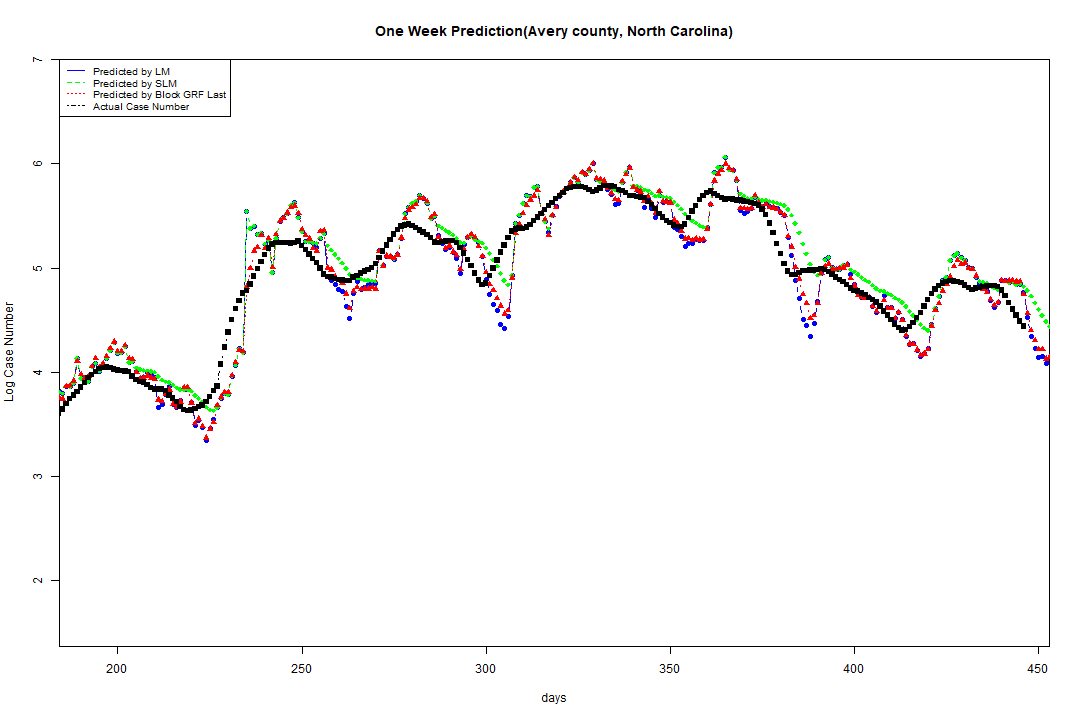 One Week Prediction(Avery county, North Carolina)
Predicted by LM
Predicted by SLM
Predicted by Block GRF Last
Actual Case Number
7
6
5
4
3
2
Log Case Number
200 250 300 350 400 450
days